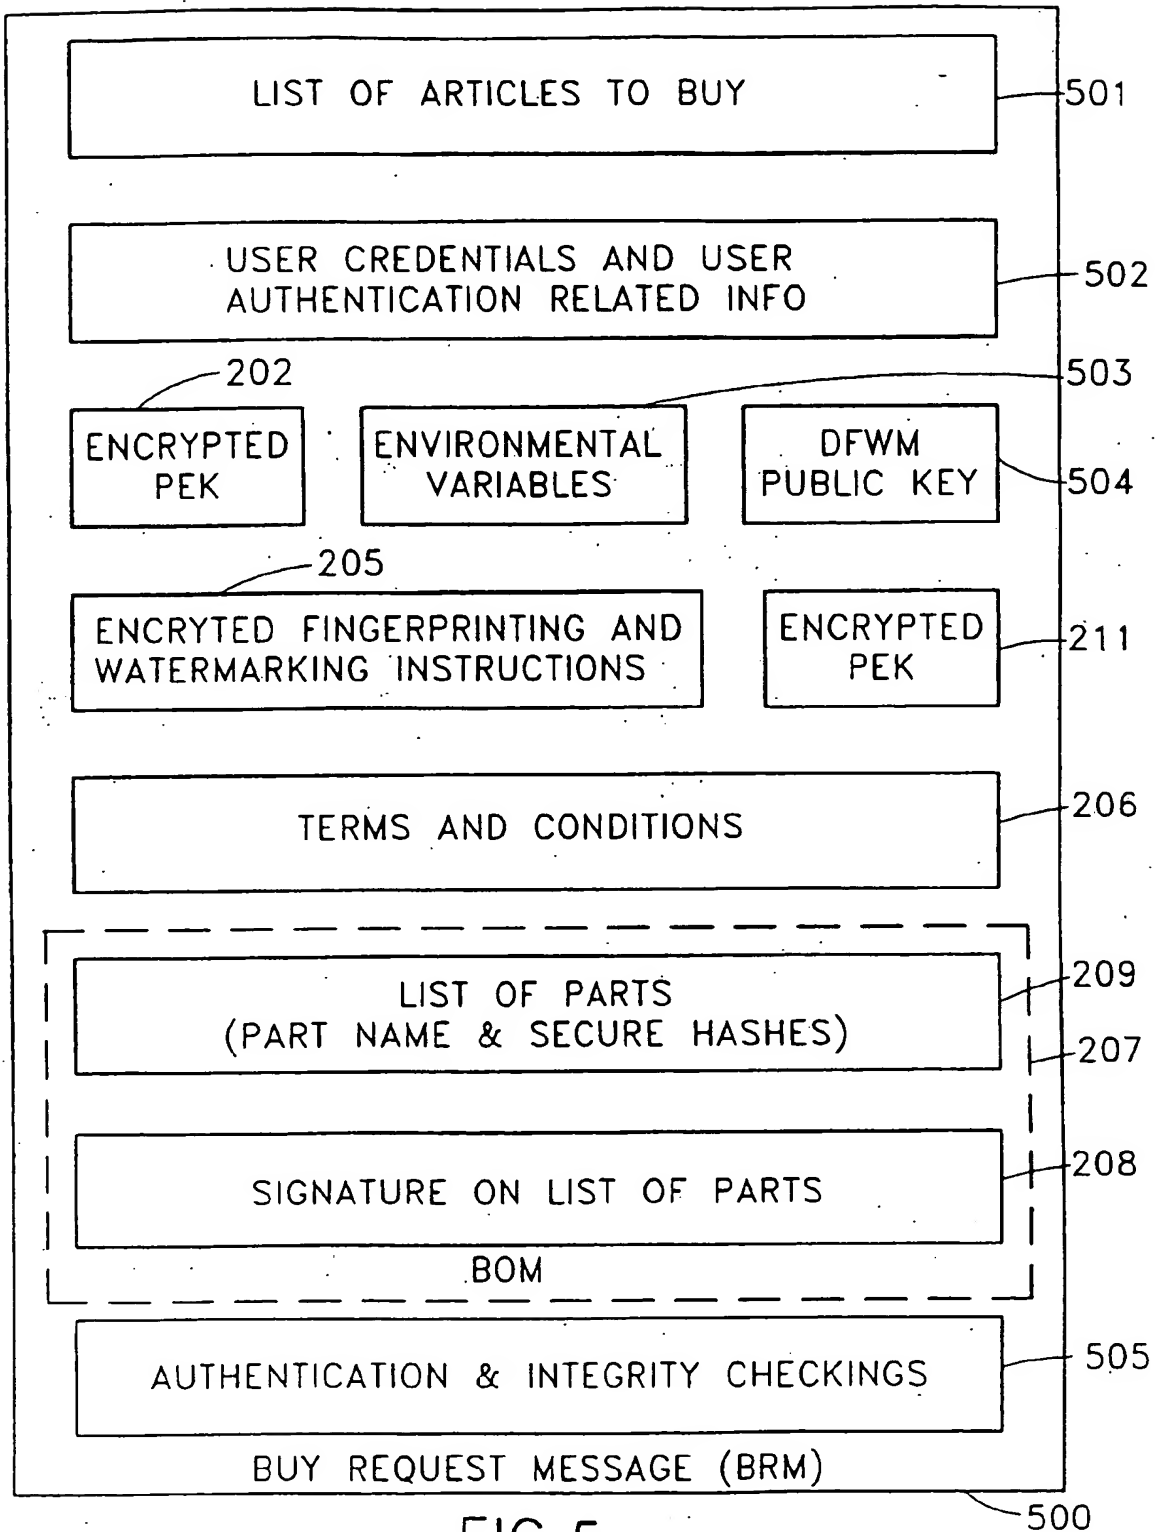 LIST OF ARTICLES TO BUY
501
USER CREDENTIALS AND USER
AUTHENTICATION RELATED INFO
502
202
503
ENCRYPTED
PEK
ENVIRONMENTAL
VARIABLES
DFWM
PUBLIC KEY
504
205
ENCRYTED FINGERPRINTING AND
WATERMARKING INSTRUCTIONS
ENCRYPTED
PEK
211
TERMS AND CONDITIONS
206
LIST OF PARTS
(PART NAME & SECURE HASHES)
209
207
SIGNATURE ON LIST OF PARTS
208
BOM
AUTHENTICATION & INTEGRITY CHECKINGS
505
BUY REQUEST MESSAGE (BRM)
500
FIG. 5